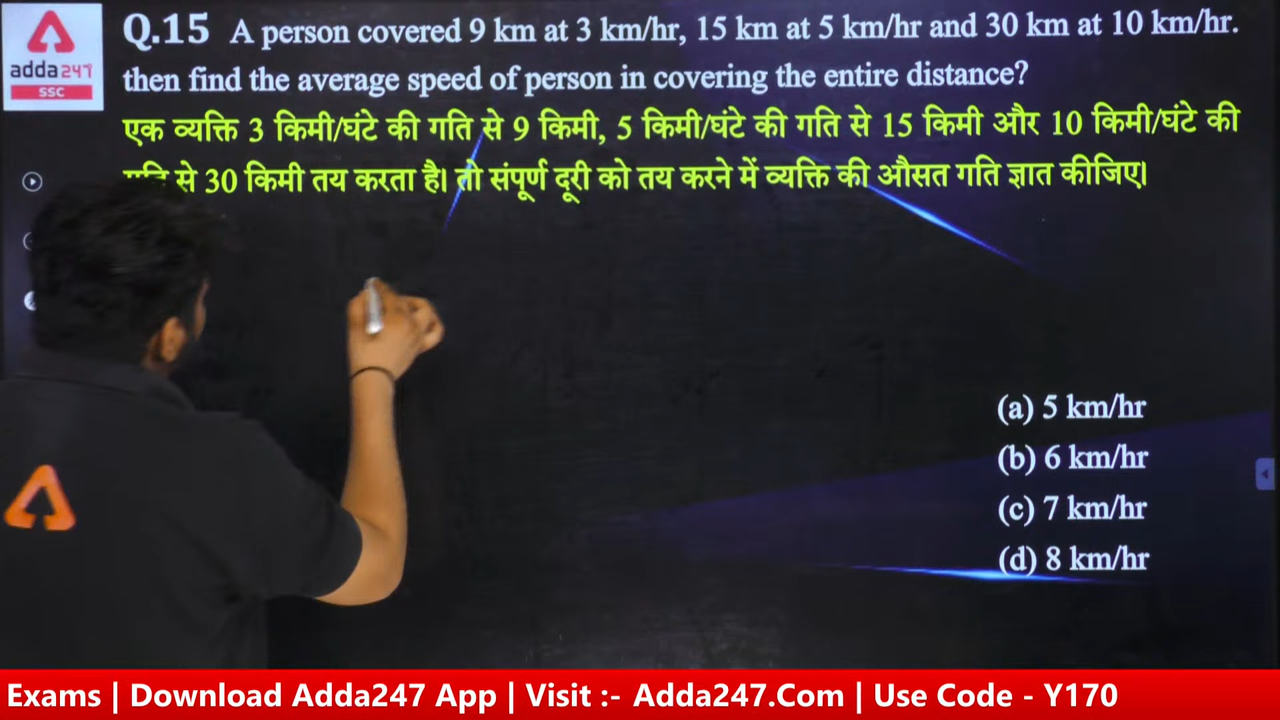 adda247
SSC
Q.15 A person covered 9 km at 3 km/hr, 15 km at 5 km/hr and 30 km at 10 km/hr.
then find the average speed of person in covering the entire distance?
एक व्यक्ति 3 किमी/घंटे की गति से 9 किमी, 5 किमी/घंटे की गति से 15 किमी और 10 किमी/घंटे की
से 30 किमी तय करता है। तो संपूर्ण दूरी को तय करने में व्यक्ति की औसत गति ज्ञात कीजिए।
(a) 5 km/hr
(b) 6 km/hr
(c) 7 km/hr
(d) 8 km/hr
Exams | Download Adda247 App | Visit :- Adda247.Com | Use Code - Y170